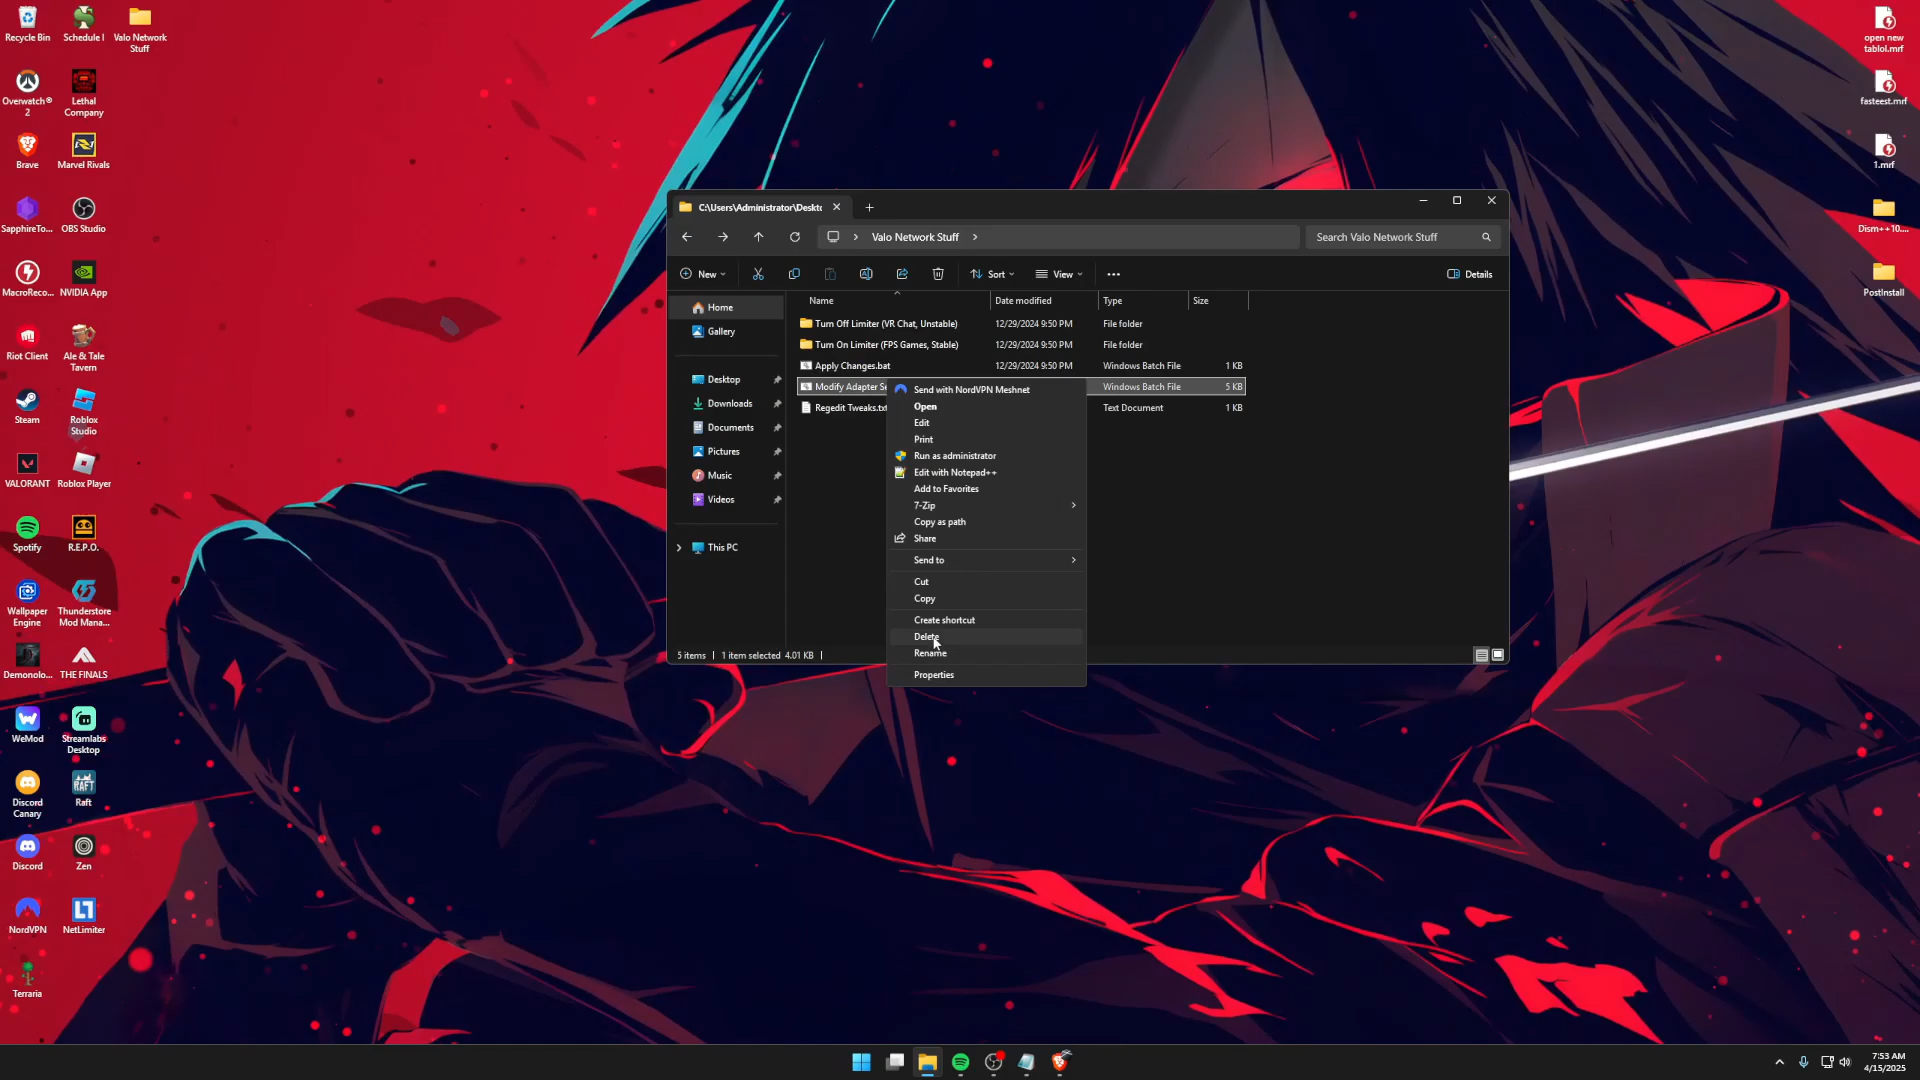 Recycle Bin
Schedule I
Valo Network
Stuff
Overwatch®
2
Lethal
Company
Brave
Marvel Rivals
SapphireTo...
OBS Studio
MacroReco...
NVIDIA App
Riot Client
Ale & Tale
Tavern
Steam
Roblox
Studio
VALORANT
Roblox Player
Spotify
R.E.P.O.
Wallpaper
Engine
Thunderstore
Mod Mana...
Demonolo...
THE FINALS
WeMod
Streamlabs
Desktop
Discord
Canary
Raft
Discord
Zen
NordVPN
NetLimiter
Terraria
C:\Users\Administrator\Deskto
Valo Network Stuff
Search Valo Network Stuff
New
Sort
View
Details
Home
Gallery
Desktop
Downloads
Documents
Pictures
Music
Videos
This PC
Name Date modified Type Size
Turn Off Limiter (VR Chat, Unstable) 12/29/2024 9:50 PM File folder
Turn On Limiter (FPS Games, Stable) 12/29/2024 9:50 PM File folder
Apply Changes.bat 12/29/2024 9:50 PM Windows Batch File 1 KB
Modify Adapter Se Windows Batch File 5 KB
Regedit Tweaks.txt Text Document 1 KB
Send with NordVPN Meshnet
Open
Edit
Print
Run as administrator
Edit with Notepad++
Add to Favorites
7-Zip
Copy as path
Share
Send to
Cut
Copy
Create shortcut
Delete
Rename
Properties
5 items 1 item selected 4.01 KB
open new
tablol.mrf
fasteest.mrf
1.mrf
Dism++10....
PostInstall
7:53 AM
4/15/2025